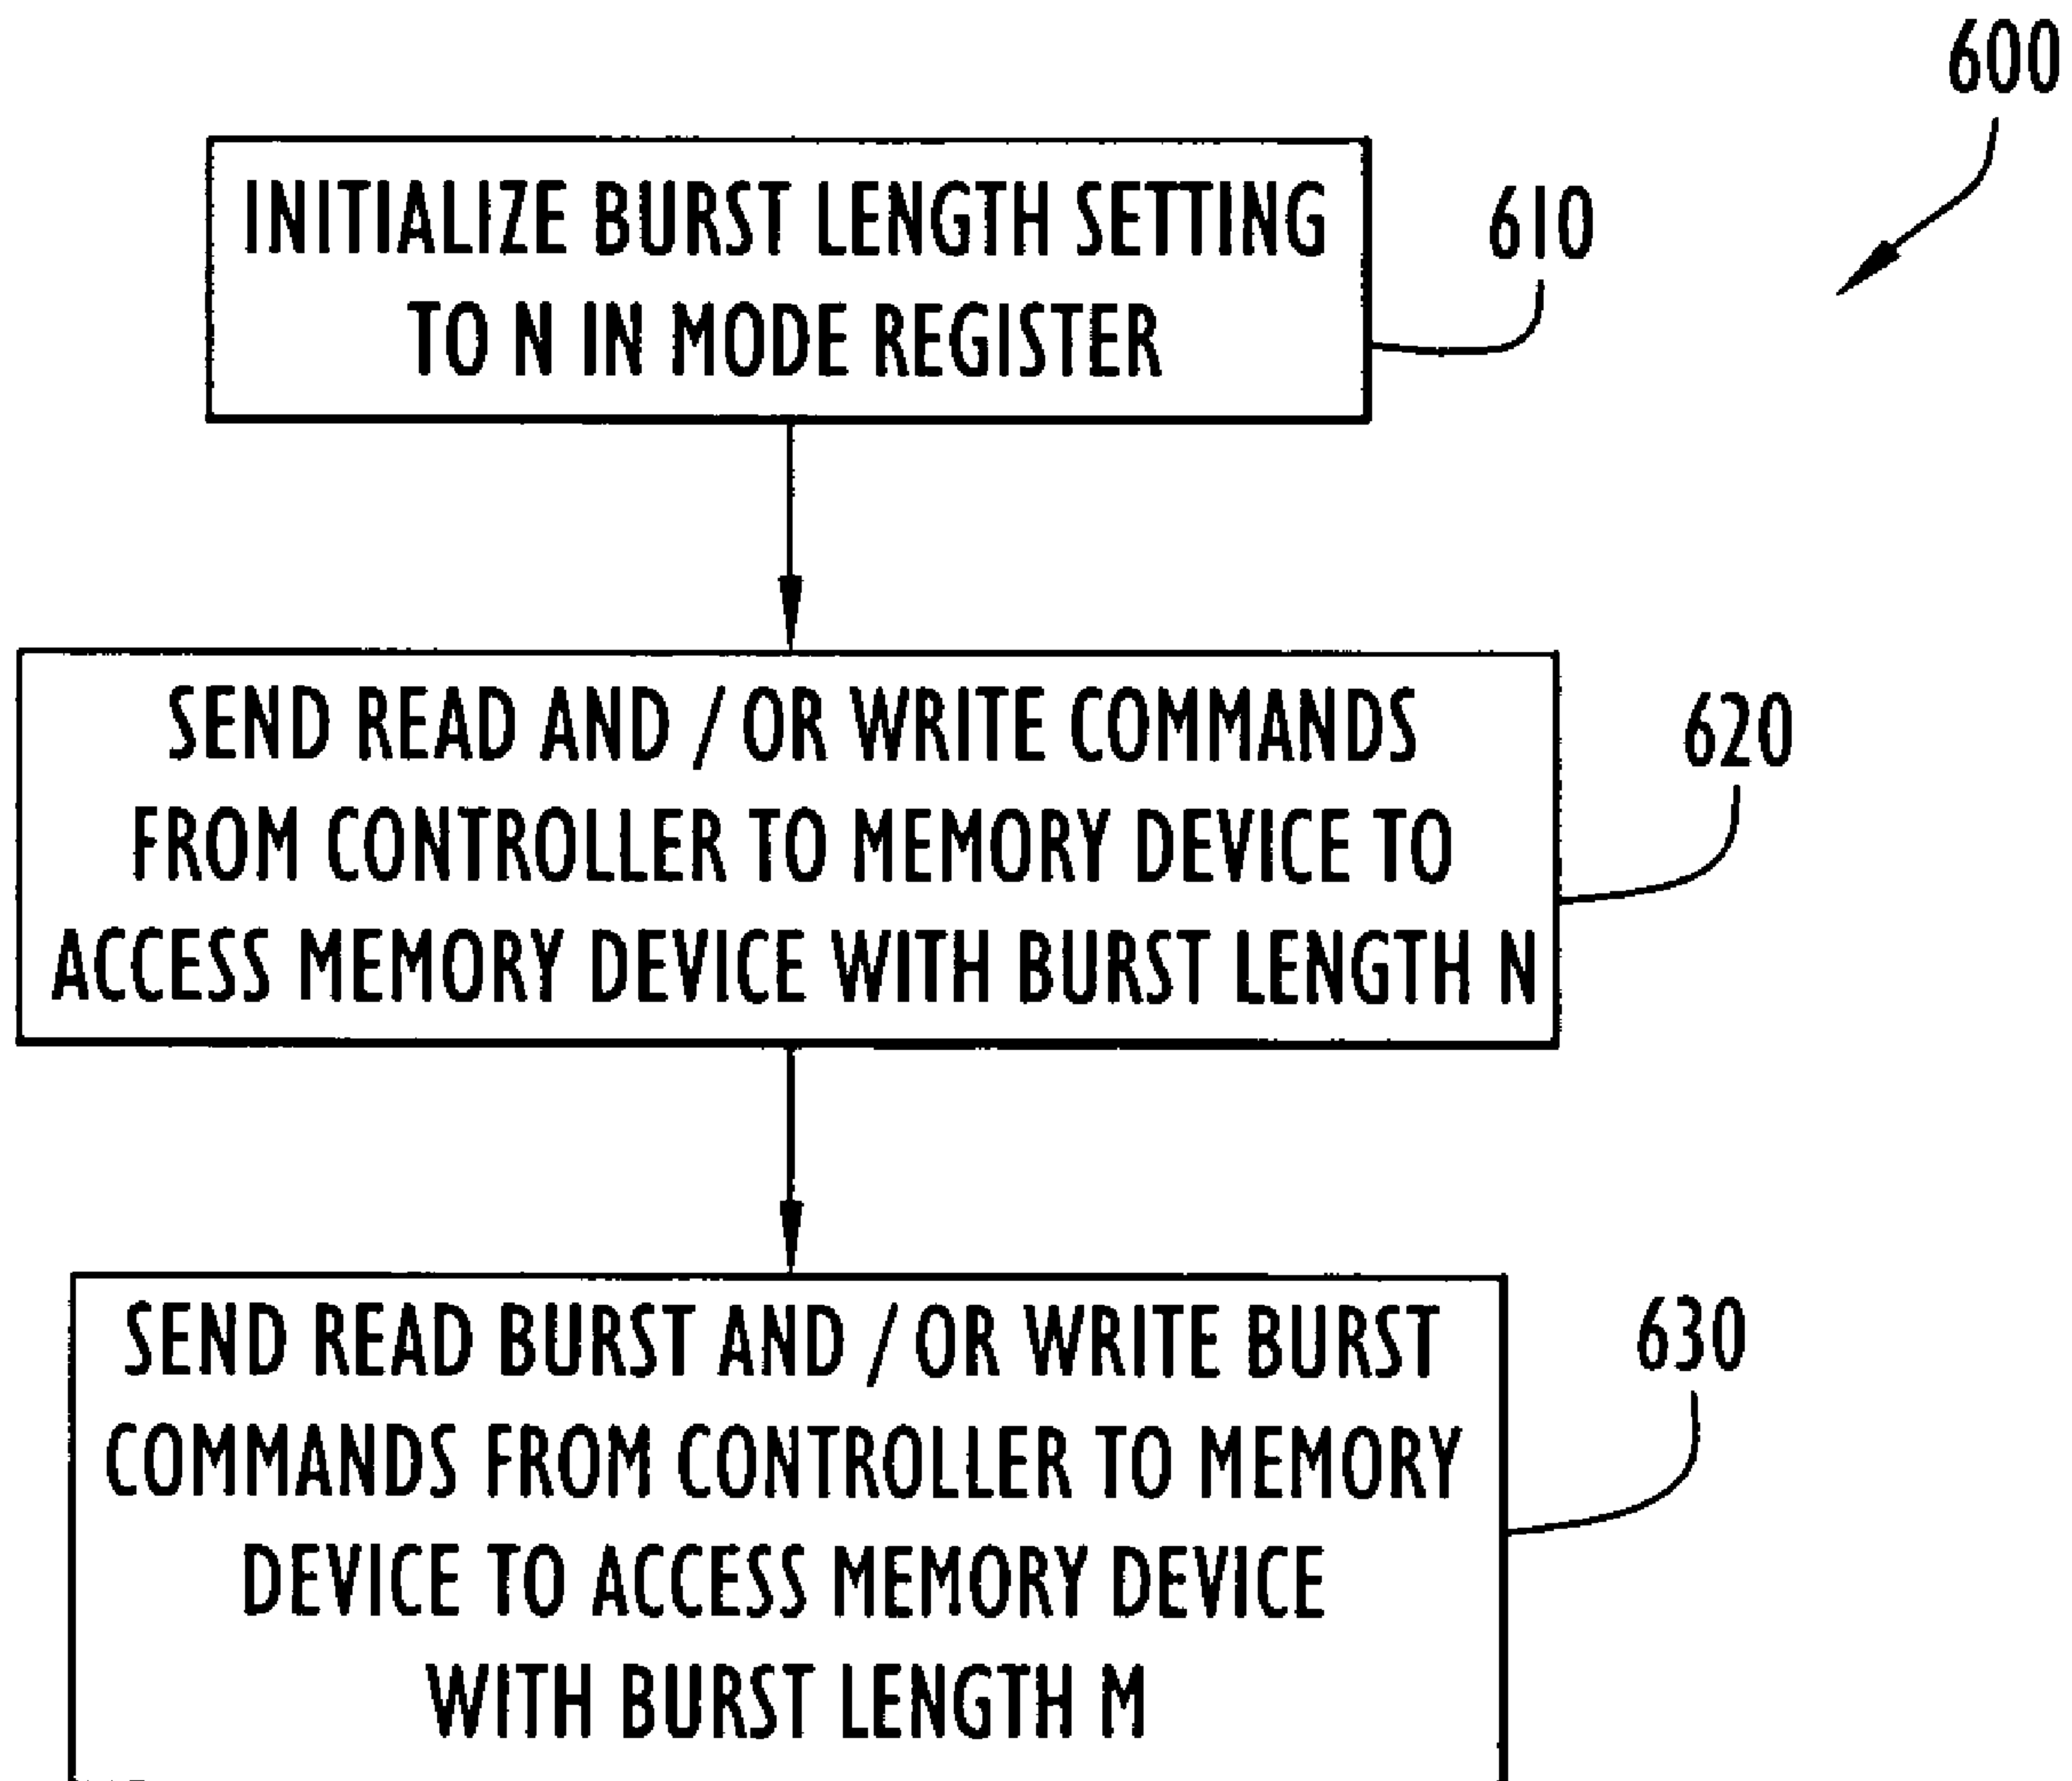 600
INITIALIZE BURST LENGTH SETTING
TO N IN MODE REGISTER
610
SEND READ AND / OR WRITE COMMANDS
FROM CONTROLLER TO MEMORY DEVICE TO
ACCESS MEMORY DEVICE WITH BURST LENGTH N
620
SEND READ BURST AND / OR WRITE BURST
COMMANDS FROM CONTROLLER TO MEMORY
DEVICE TO ACCESS MEMORY DEVICE
WITH BURST LENGTH M
630